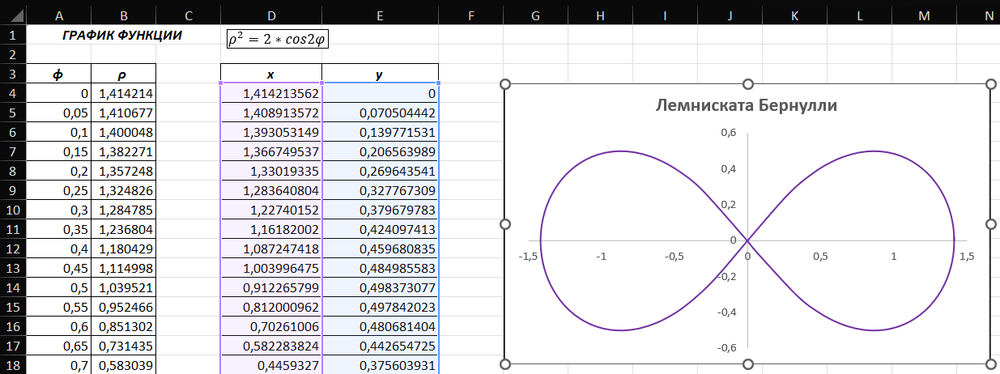 A B C D E F G H I J K L M N
1 ГРАФИК ФУНКЦИИ ρ² = 2 ∗ cos2φ
2
3 ф ρ x y
4 0 1,414214 1,414213562 0
5 0,05 1,410677 1,408913572 0,070504442
6 0,1 1,400048 1,393053149 0,139771531
7 0,15 1,382271 1,366749537 0,206563989
8 0,2 1,357248 1,33019335 0,269643541
9 0,25 1,324826 1,283640804 0,327767309
10 0,3 1,284785 1,22740152 0,379679783
11 0,35 1,236804 1,16182002 0,424097413
12 0,4 1,180429 1,087247418 0,459680835
13 0,45 1,114998 1,003996475 0,484985583
14 0,5 1,039521 0,912265799 0,498373077
15 0,55 0,952466 0,812000962 0,497842023
16 0,6 0,851302 0,70261006 0,480681404
17 0,65 0,731435 0,582283824 0,442654725
18 0,7 0,583039 0,4459327 0,375603931
Лемниската Бернулли
0,6
0,4
0,2
0
-1,5 -1 -0,5 0 0,5 1 1,5
-0,2
-0,4
-0,6